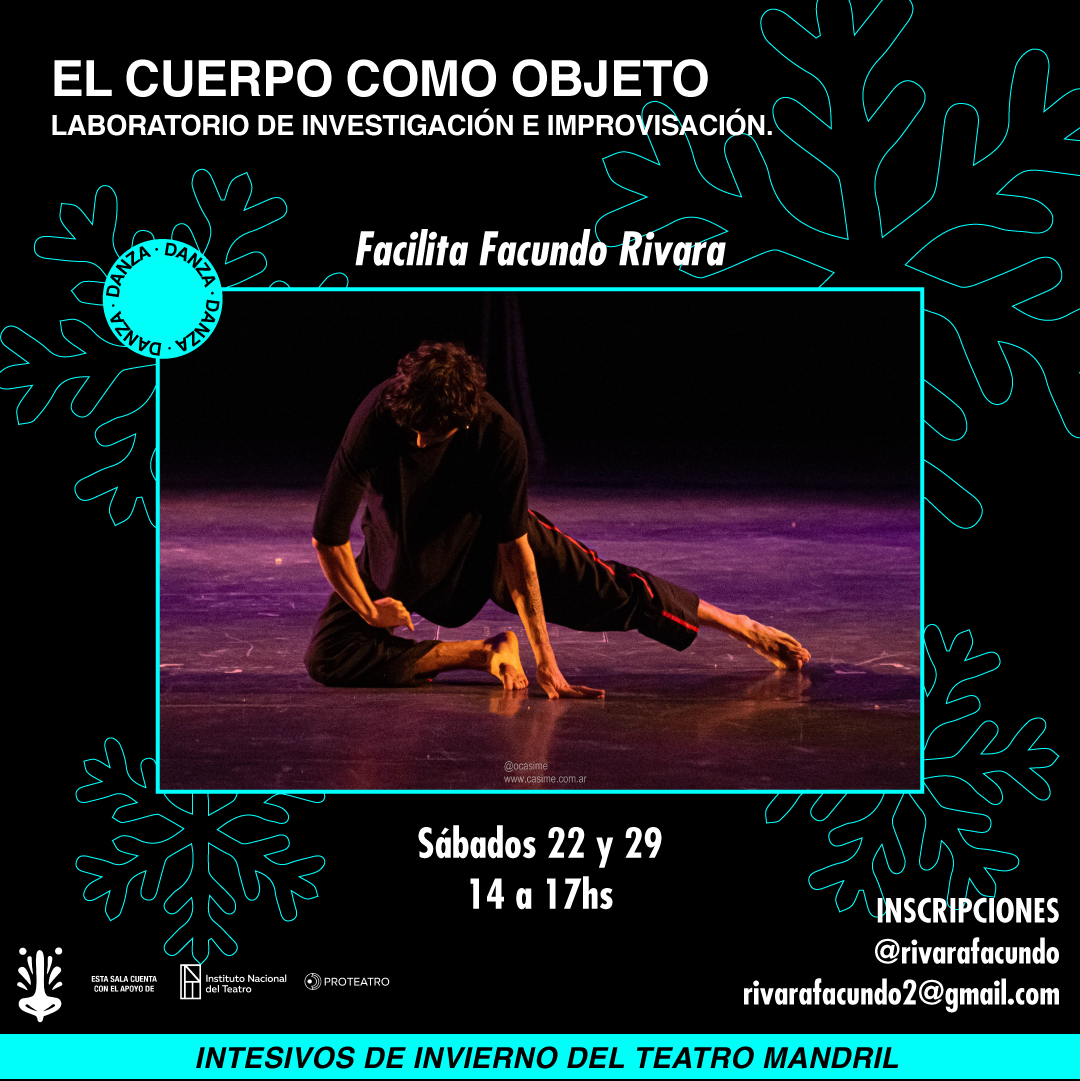 EL CUERPO COMO OBJETO
LABORATORIO DE INVESTIGACIÓN E IMPROVISACIÓN.
Facilita Facundo Rivara
DANZA · DANZA · DANZA · DANZA · DANZA ·
@ocasime
www.casime.com.ar
Sábados 22 y 29
14 a 17hs
INSCRIPCIONES
@rivarafacundo
rivarafacundo2@gmail.com
ESTA SALA CUENTA
CON EL APOYO DE
Instituto Nacional
del Teatro
PROTEATRO
INTESIVOS DE INVIERNO DEL TEATRO MANDRIL